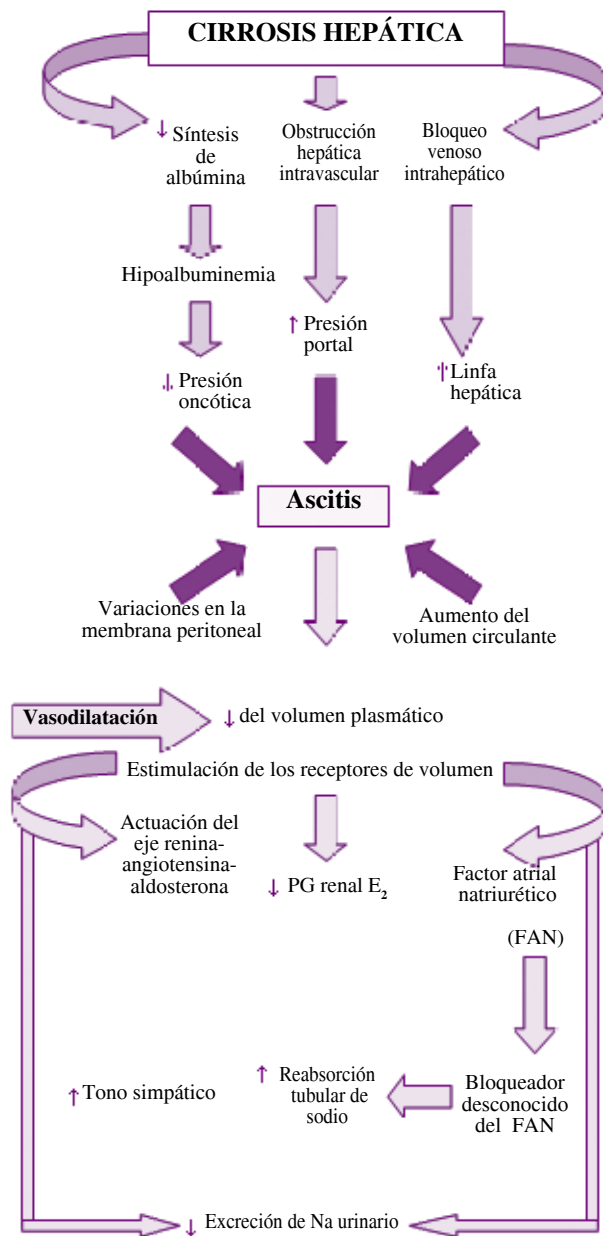 CIRROSIS HEPÁTICA
↓ Síntesis
de
albúmina
Obstrucción
hepática
intravascular
Bloqueo
venoso
intrahepático
Hipoalbuminemia
↑ Presión
portal
↓ Presión
oncótica
↑ Linfa
hepática
Ascitis
Variaciones en la
membrana peritoneal
Aumento del
volumen circulante
Vasodilatación
↓ del volumen plasmático
Estimulación de los receptores de volumen
Actuación del
eje renina-
angiotensina-
aldosterona
↓ PG renal E₂
Factor atrial
natriurético
(FAN)
↑ Tono simpático
↑ Reabsorción
tubular de
sodio
Bloqueador
desconocido
del FAN
↓ Excreción de Na urinario